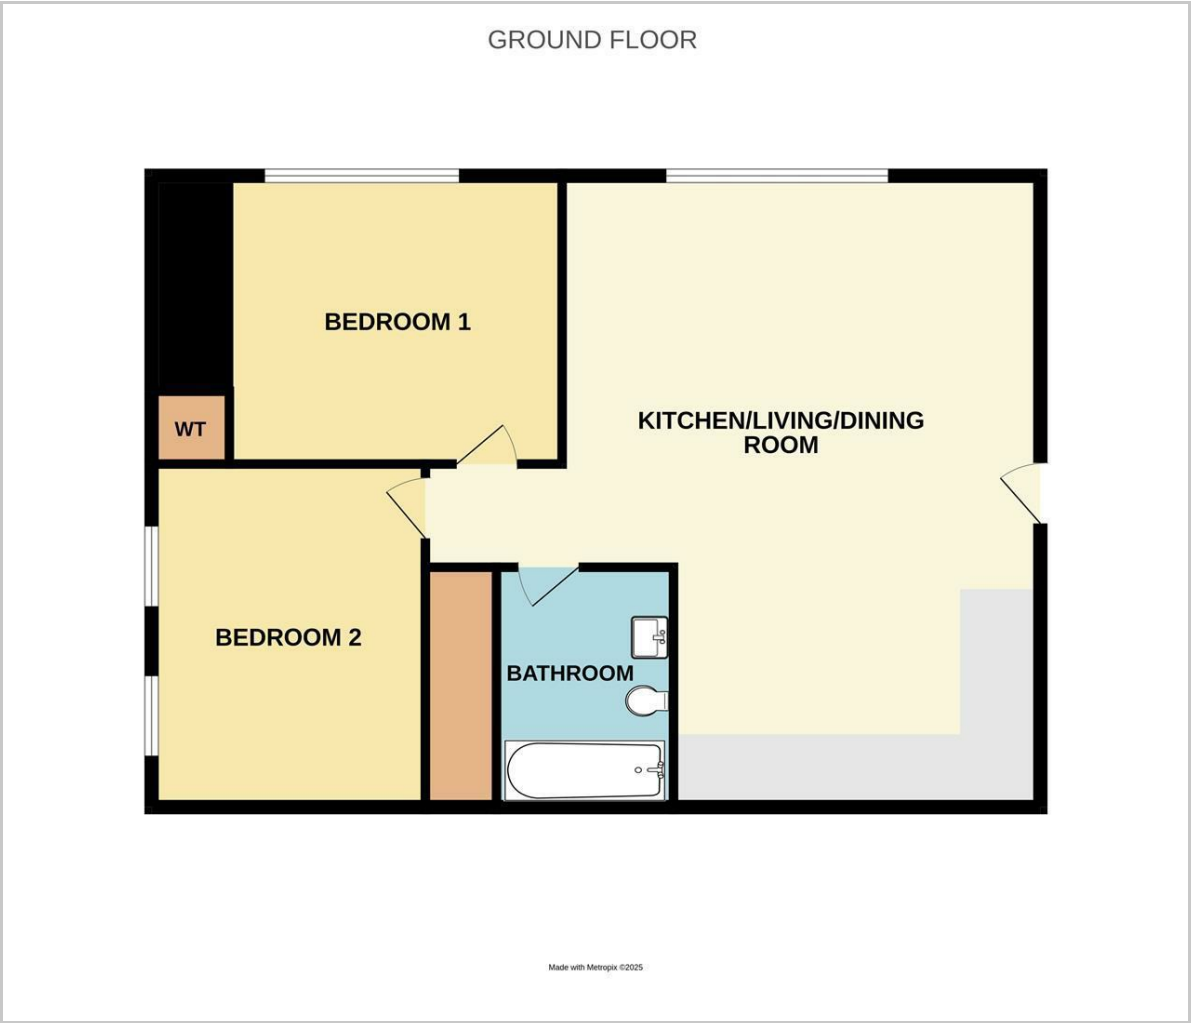 GROUND FLOOR
BEDROOM 1
KITCHEN/LIVING/DINING
ROOM
WT
BEDROOM 2
BATHROOM
Made with Metropix ©2025